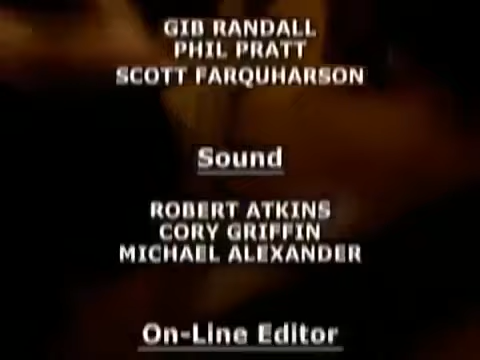 GIB RANDALL
PHIL PRATT
SCOTT FARQUHARSON
Sound
ROBERT ATKINS
CORY GRIFFIN
MICHAEL ALEXANDER
On-Line Editor